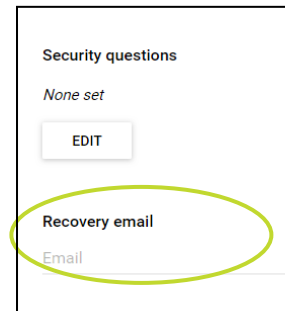 Security questions
None set
EDIT
Recovery email
Email